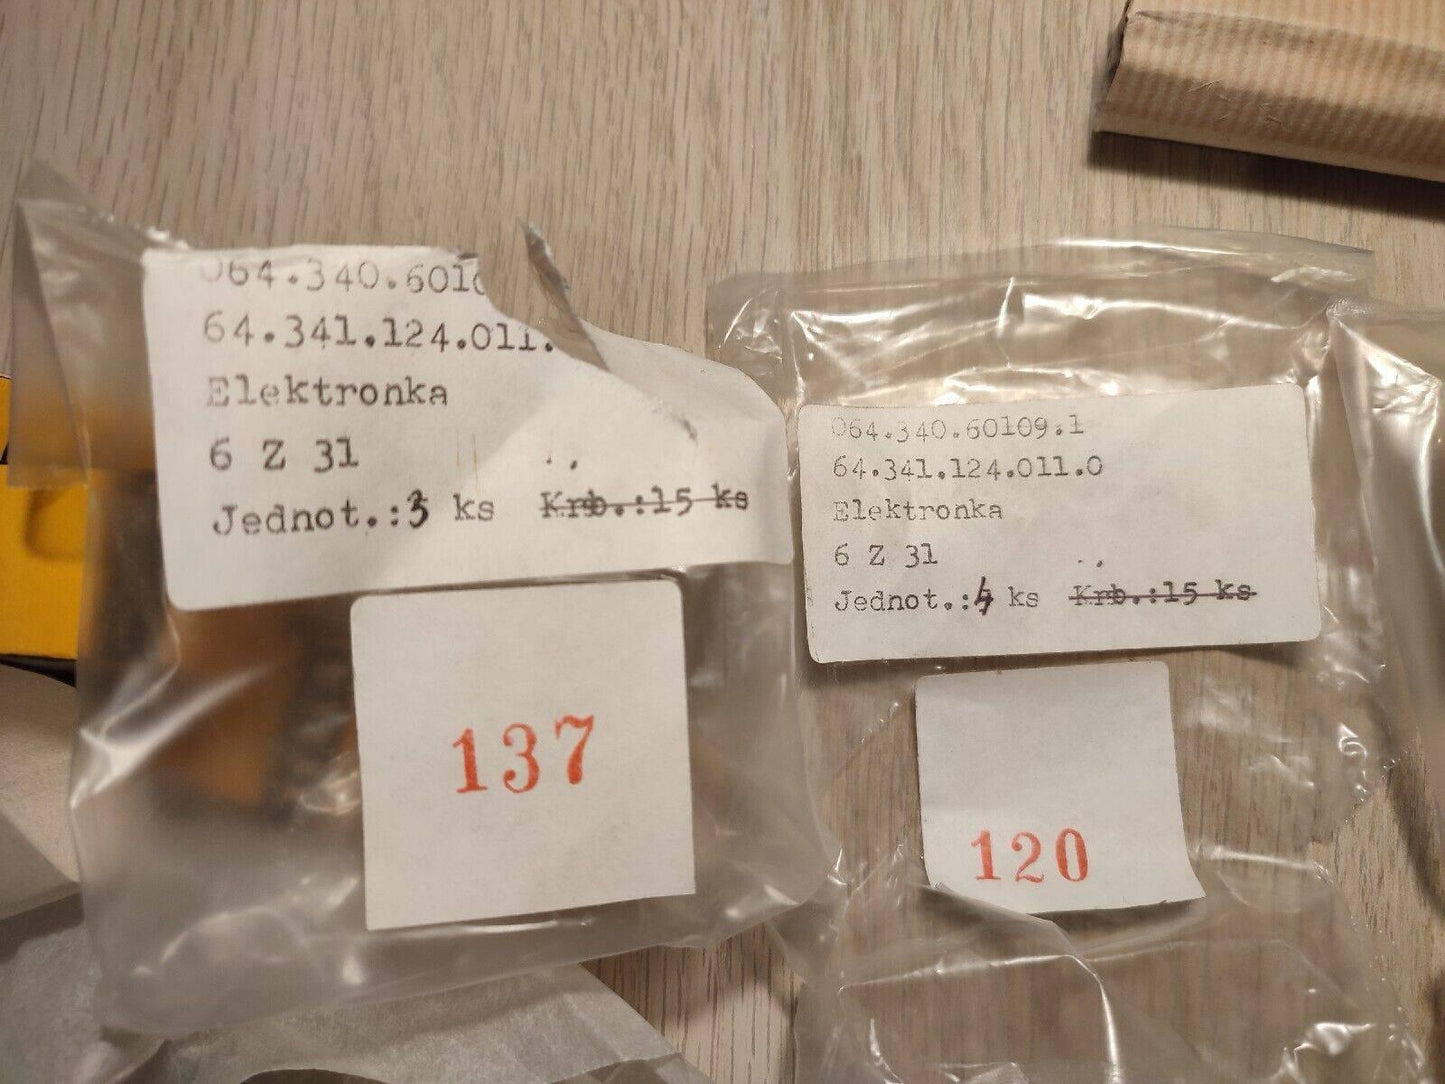 064.340.6010
64.341.124.011.
Elektronka
6 Z 31
Jednot.:3 ks Krb.:15 ks
137
064.340.60109.1
64.341.124.011.0
Elektronka
6 Z 31
Jednot.:4 ks Krb.:15 ks
120